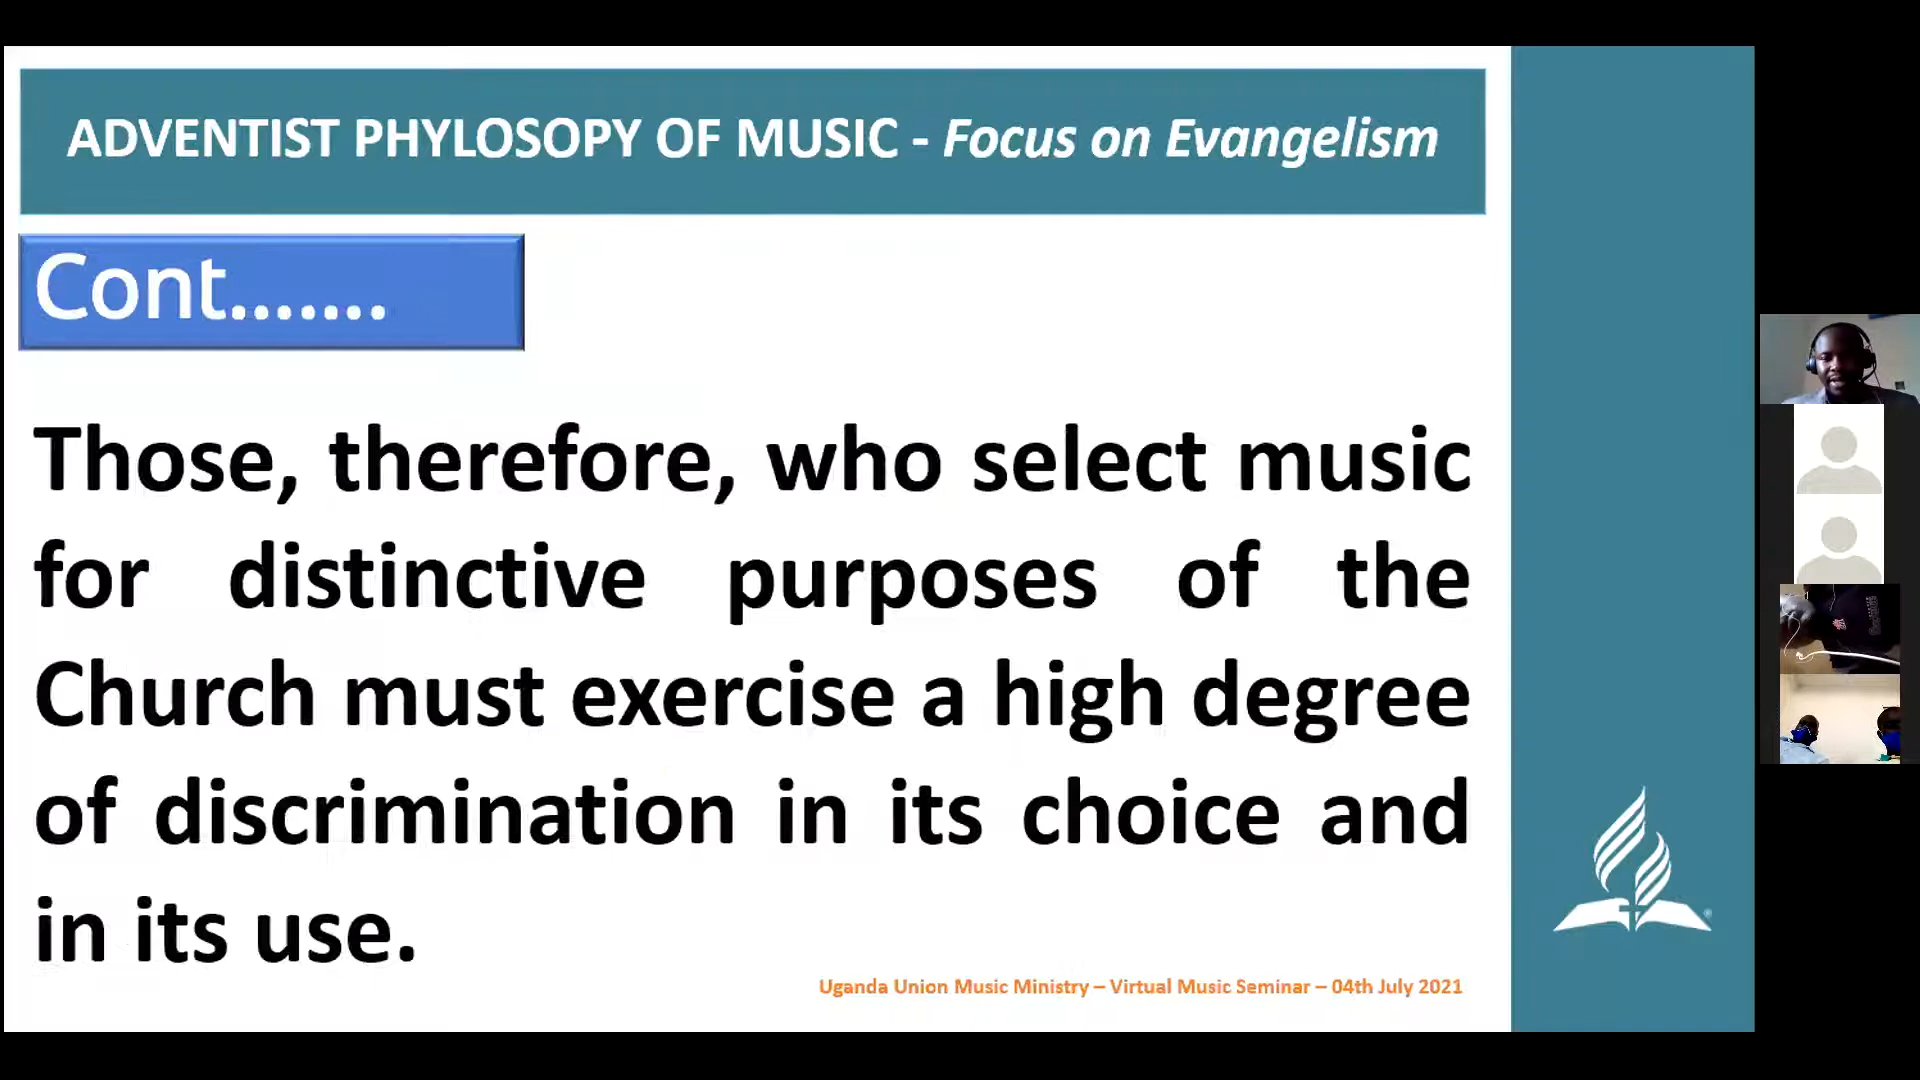 ADVENTIST PHYLOSOPY OF MUSIC - Focus on Evangelism
Cont.......
Those, therefore, who select music
for distinctive purposes of the
Church must exercise a high degree
of discrimination in its choice and
in its use.
Uganda Union Music Ministry – Virtual Music Seminar – 04th July 2021